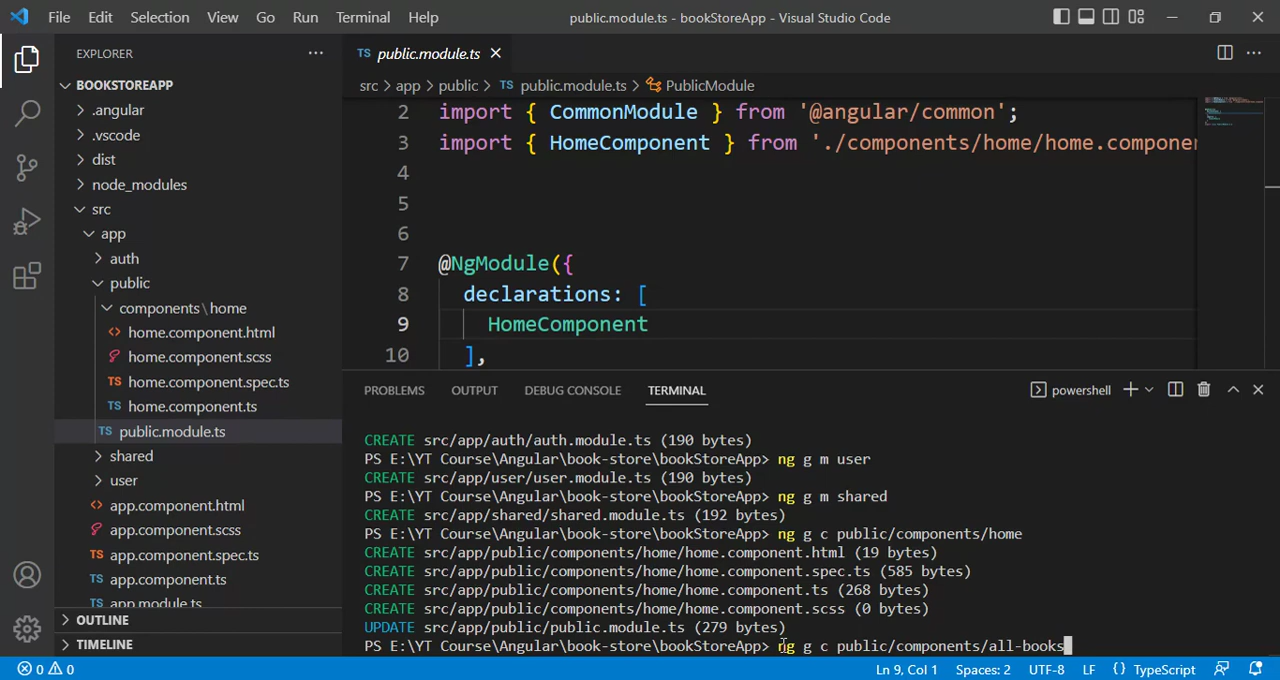 File Edit Selection View Go Run Terminal Help
public.module.ts - bookStoreApp - Visual Studio Code
EXPLORER
BOOKSTOREAPP
.angular
.vscode
dist
node_modules
src
app
auth
public
components\home
home.component.html
home.component.scss
TS home.component.spec.ts
TS home.component.ts
TS public.module.ts
shared
user
app.component.html
app.component.scss
TS app.component.spec.ts
TS app.component.ts
TS app.module.ts
OUTLINE
TIMELINE
TS public.module.ts
src > app > public > TS public.module.ts > PublicModule
2 import { CommonModule } from '@angular/common';
3 import { HomeComponent } from './components/home/home.componen
4
5
6
7 @NgModule({
8 declarations: [
9 HomeComponent
10 ],
PROBLEMS OUTPUT DEBUG CONSOLE TERMINAL
powershell
CREATE src/app/auth/auth.module.ts (190 bytes)
PS E:\YT Course\Angular\book-store\bookStoreApp> ng g m user
CREATE src/app/user/user.module.ts (190 bytes)
PS E:\YT Course\Angular\book-store\bookStoreApp> ng g m shared
CREATE src/app/shared/shared.module.ts (192 bytes)
PS E:\YT Course\Angular\book-store\bookStoreApp> ng g c public/components/home
CREATE src/app/public/components/home/home.component.html (19 bytes)
CREATE src/app/public/components/home/home.component.spec.ts (585 bytes)
CREATE src/app/public/components/home/home.component.ts (268 bytes)
CREATE src/app/public/components/home/home.component.scss (0 bytes)
UPDATE src/app/public/public.module.ts (279 bytes)
PS E:\YT Course\Angular\book-store\bookStoreApp> ng g c public/components/all-books
0 0
Ln 9, Col 1 Spaces: 2 UTF-8 LF {} TypeScript